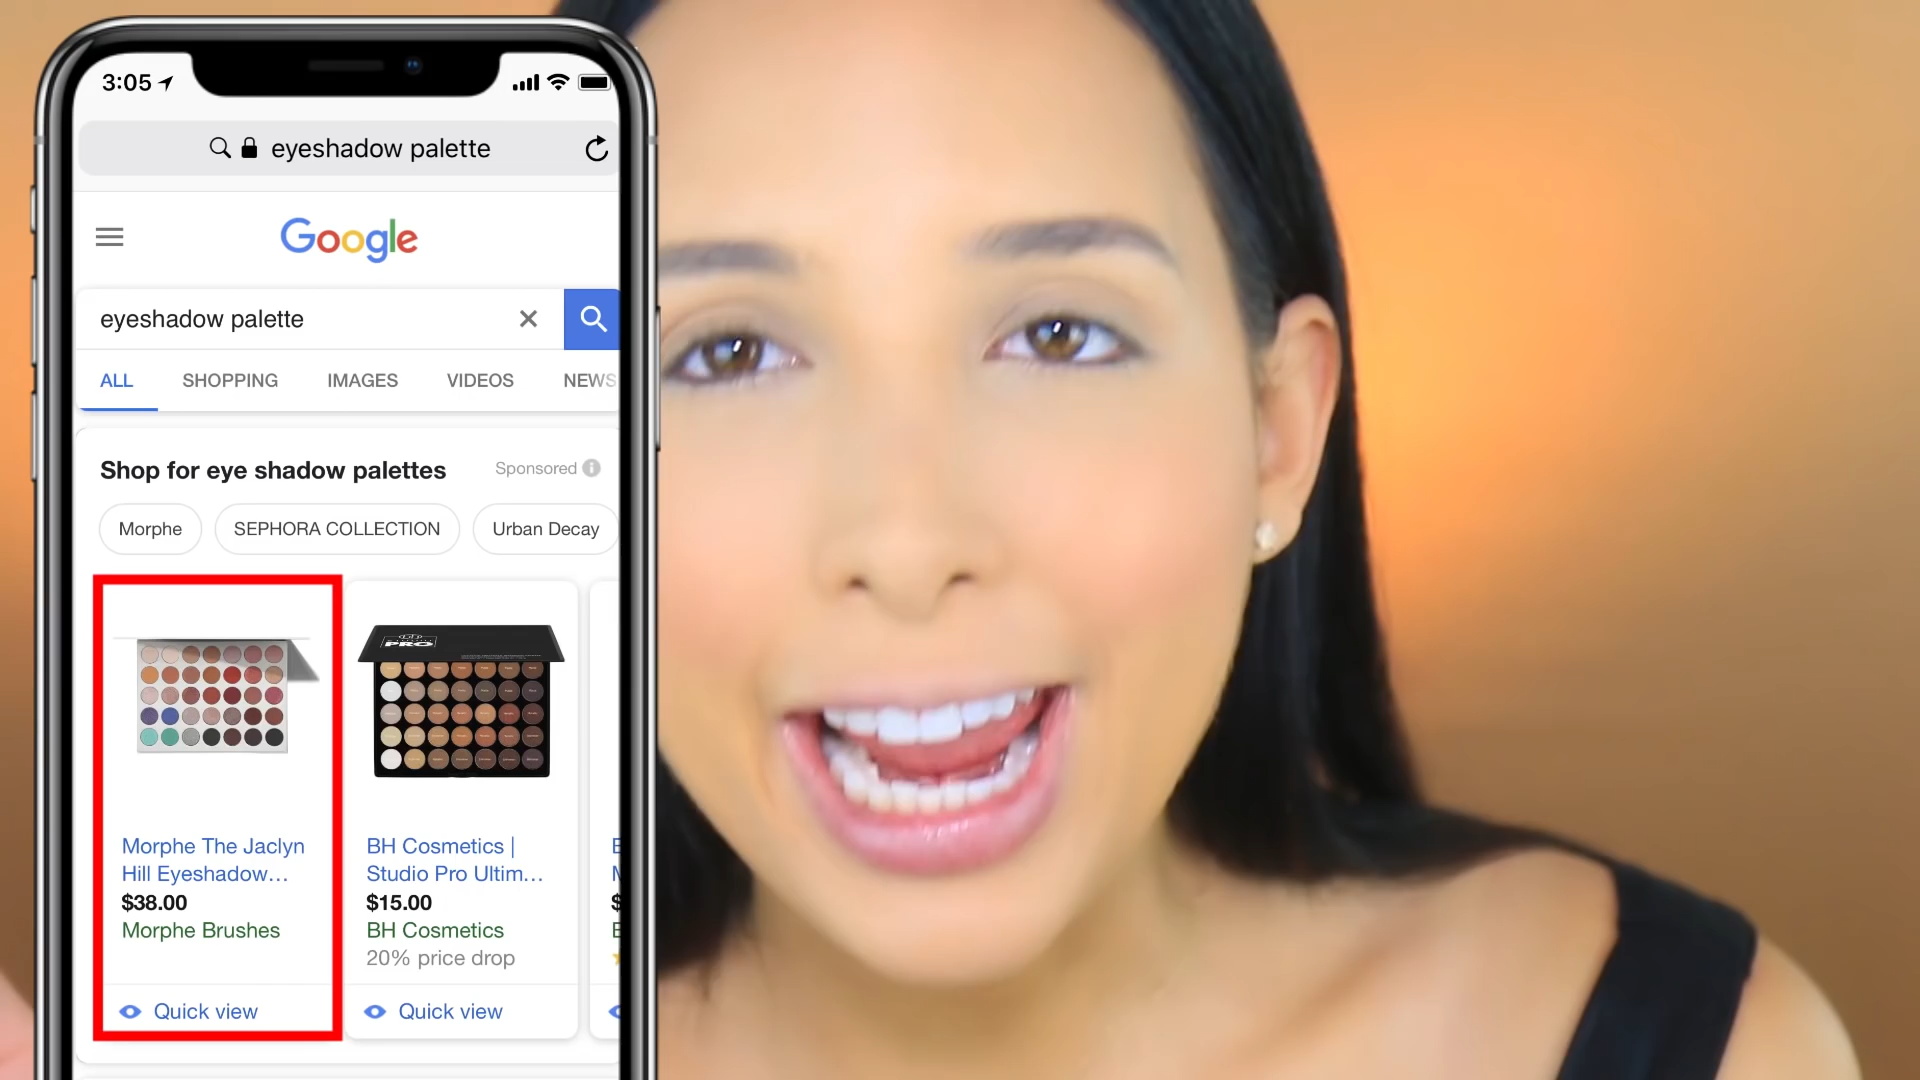 3:05
eyeshadow palette
Google
eyeshadow palette
ALL SHOPPING IMAGES VIDEOS NEWS
Shop for eye shadow palettes Sponsored
Morphe SEPHORA COLLECTION Urban Decay
PRO
Morphe The Jaclyn
Hill Eyeshadow…
$38.00
Morphe Brushes
Quick view
BH Cosmetics |
Studio Pro Ultim…
$15.00
BH Cosmetics
20% price drop
Quick view